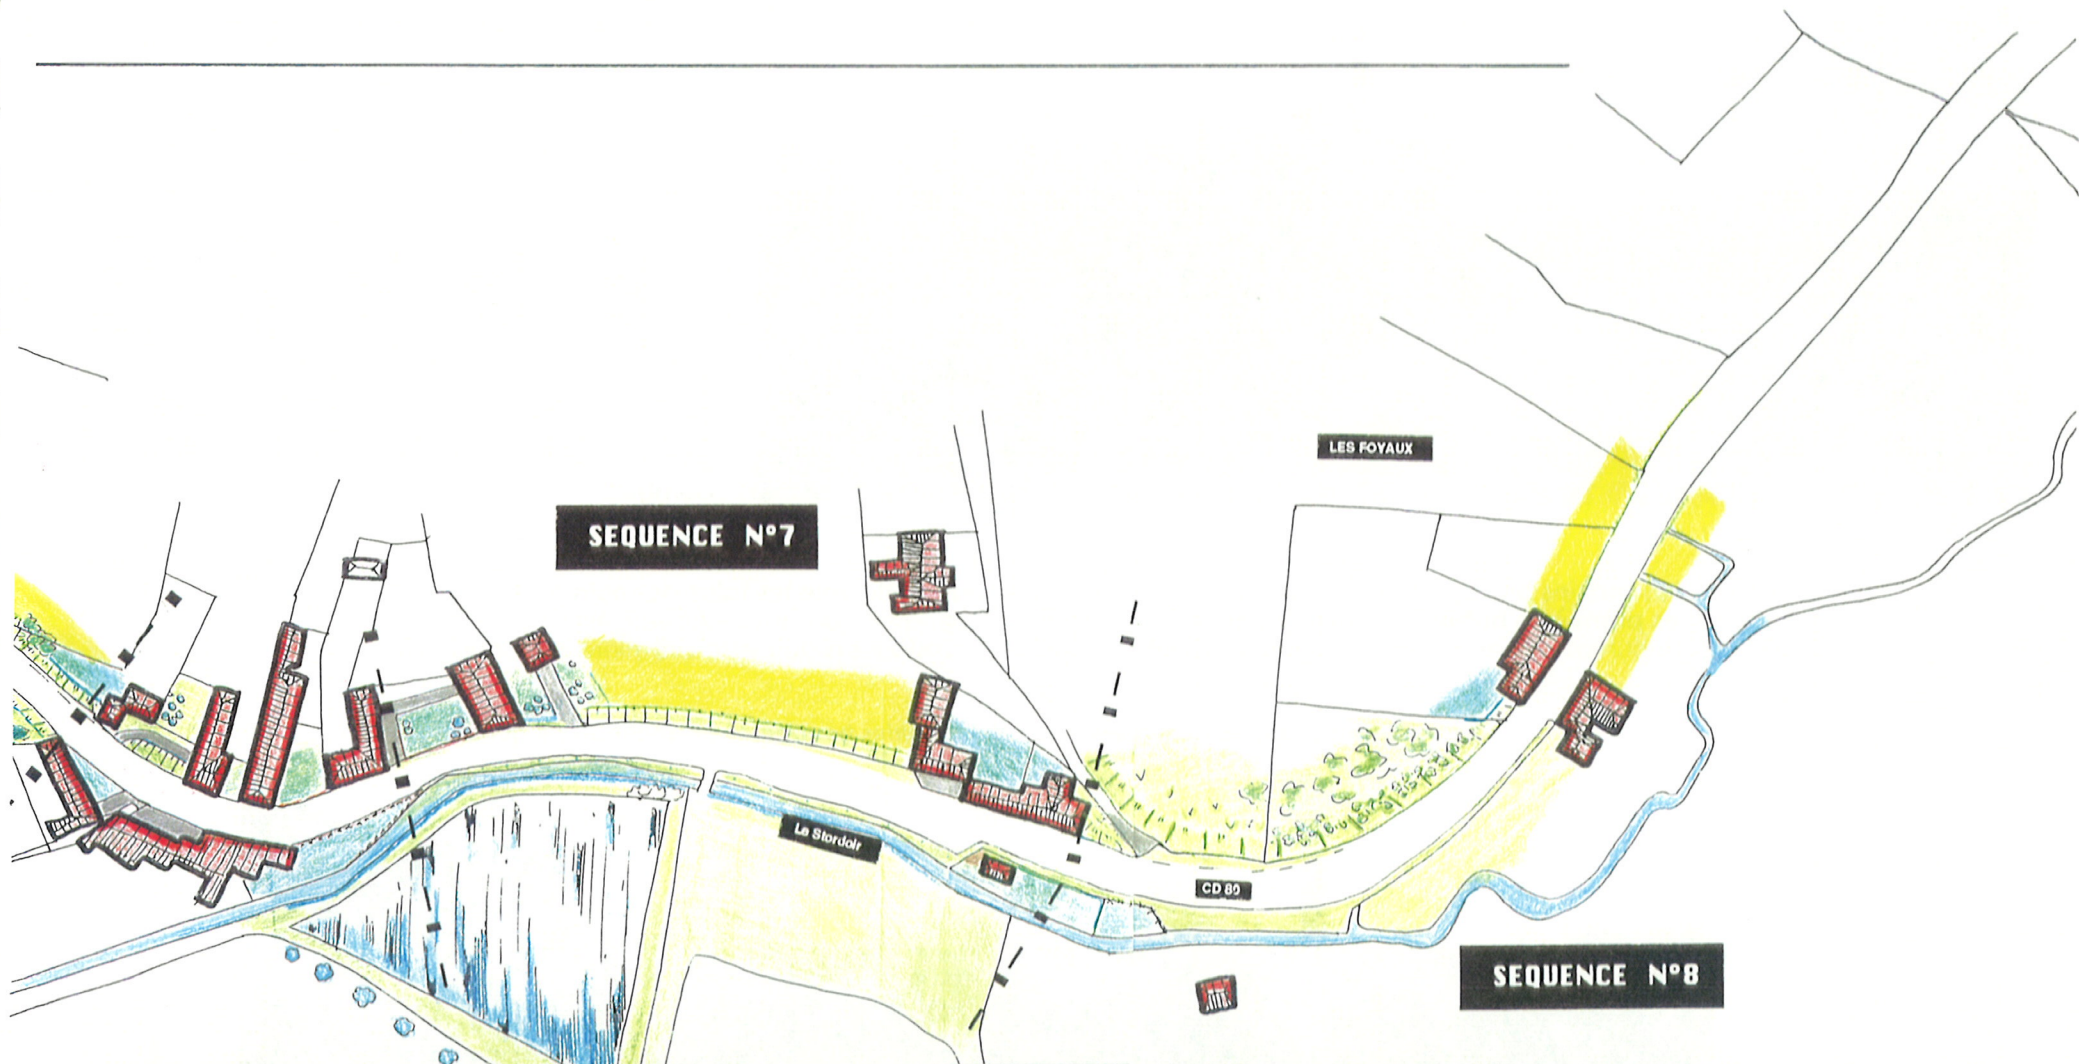 LES FOYAUX
SEQUENCE N°7
Le Stordoir
CD 80
SEQUENCE N°8